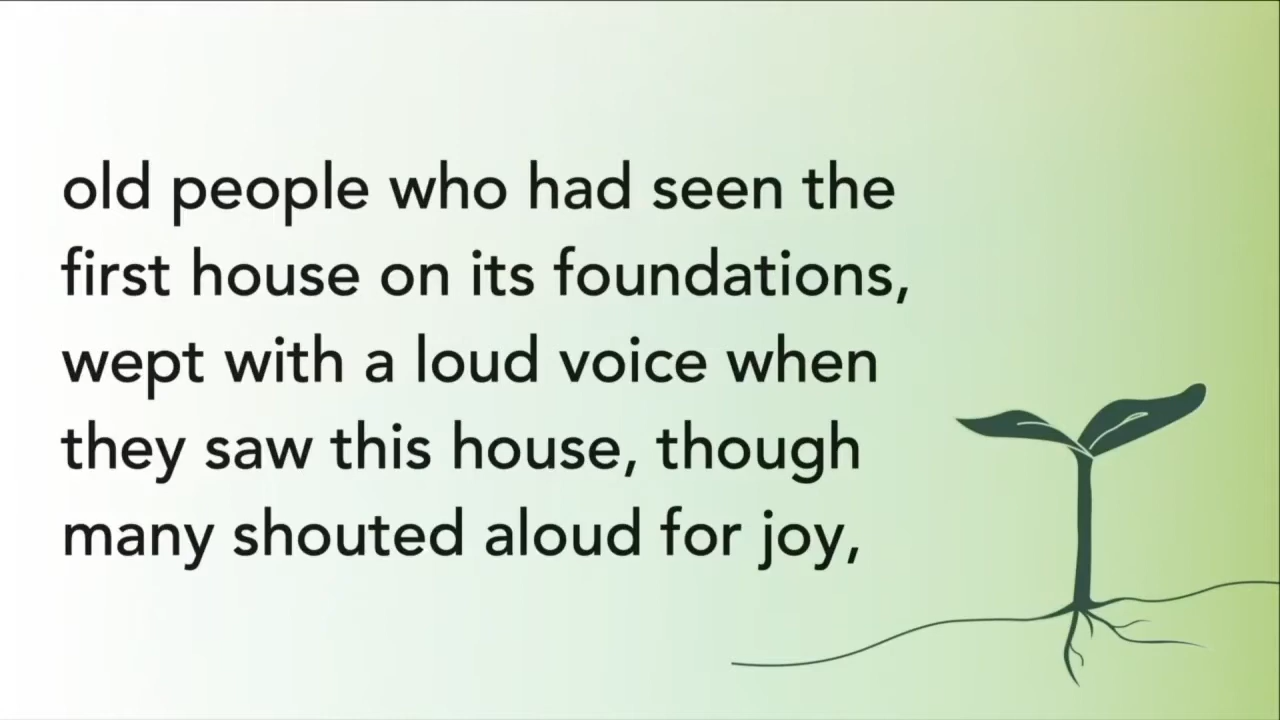 old people who had seen the
first house on its foundations,
wept with a loud voice when
they saw this house, though
many shouted aloud for joy,